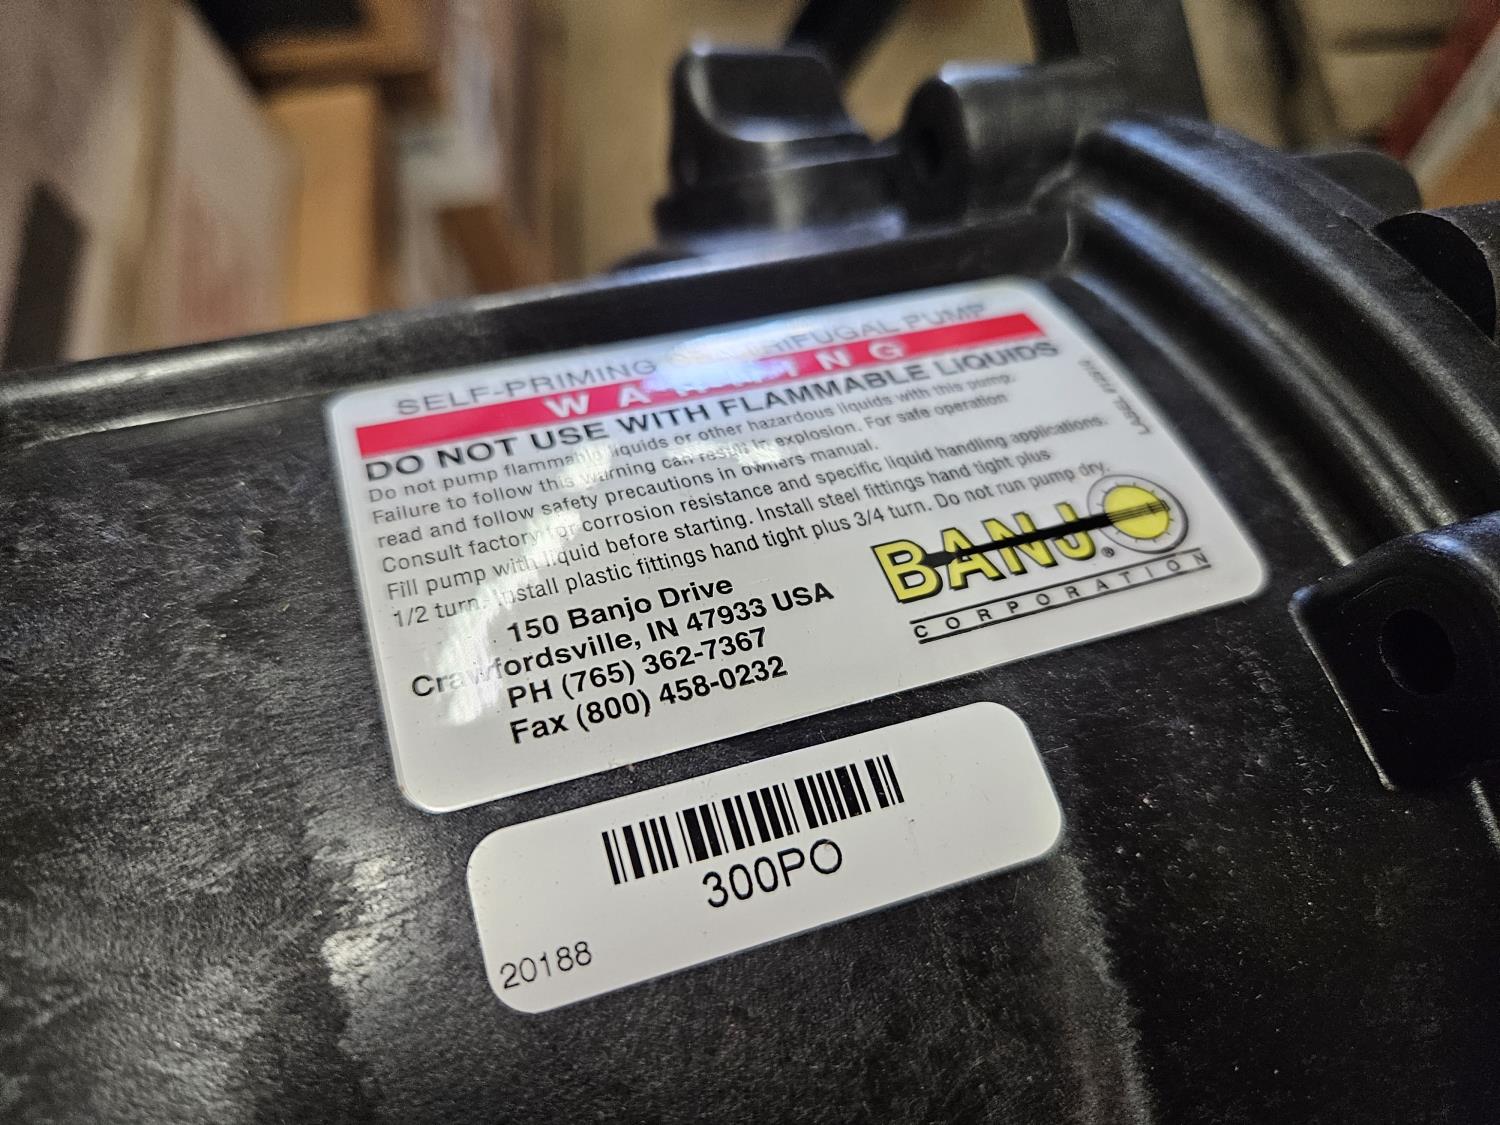 SELF-PRIMING CENTRIFUGAL PUMP
WARNING
DO NOT USE WITH FLAMMABLE LIQUIDS
Do not pump flammable liquids or other hazardous liquids with this pump.
Failure to follow this warning can result in explosion. For safe operation
read and follow safety precautions in owners manual.
Consult factory for corrosion resistance and specific liquid handling applications.
Fill pump with liquid before starting. Install steel fittings hand tight plus
1/2 turn. Install plastic fittings hand tight plus 3/4 turn. Do not run pump dry.
150 Banjo Drive
Crawfordsville, IN 47933 USA
PH (765) 362-7367
Fax (800) 458-0232
BANJO®
CORPORATION
LABEL
300PO
20188